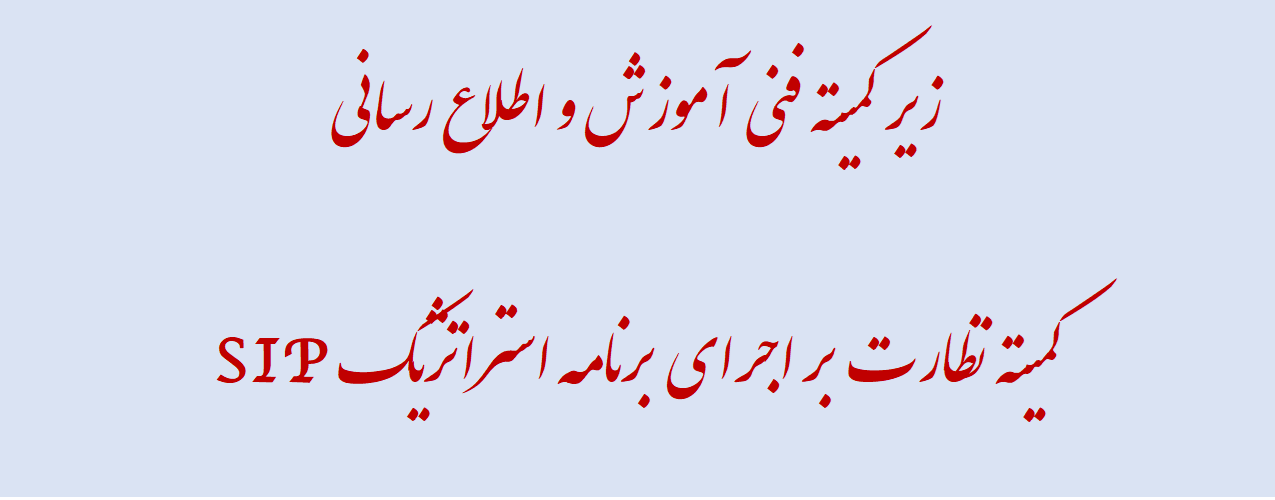 زیر کمیته فنی آموزش و اطلاع رسانی
کمیته نظارت بر اجرای برنامه استراتژیک SIP